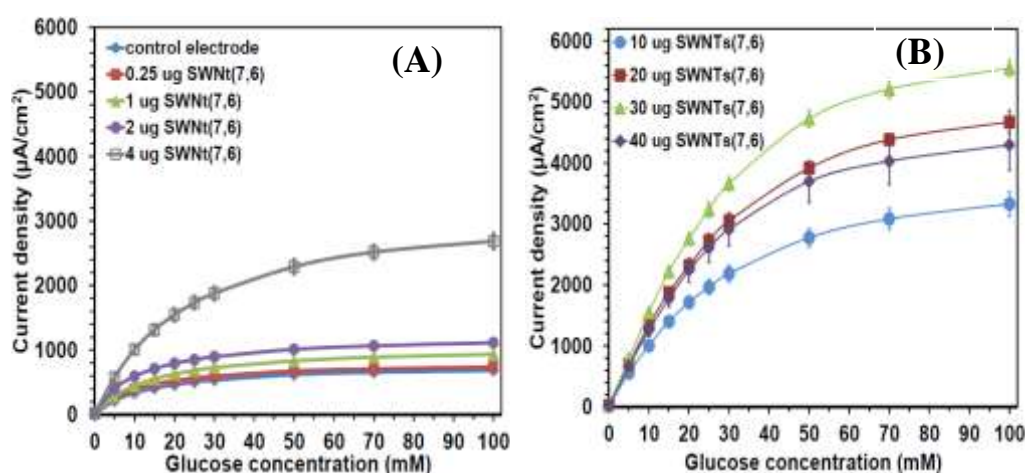 6000
5000
4000
3000
2000
1000
0
Current density (µA/cm²)
control electrode
0.25 ug SWNt(7,6)
1 ug SWNt(7,6)
2 ug SWNt(7,6)
4 ug SWNt(7,6)
(A)
0 10 20 30 40 50 60 70 80 90 100
Glucose concentration (mM)
6000
5000
4000
3000
2000
1000
0
Current density (µA/cm²)
10 ug SWNTs(7,6)
20 ug SWNTs(7,6)
30 ug SWNTs(7,6)
40 ug SWNTs(7,6)
(B)
0 10 20 30 40 50 60 70 80 90 100
Glucose concentration (mM)